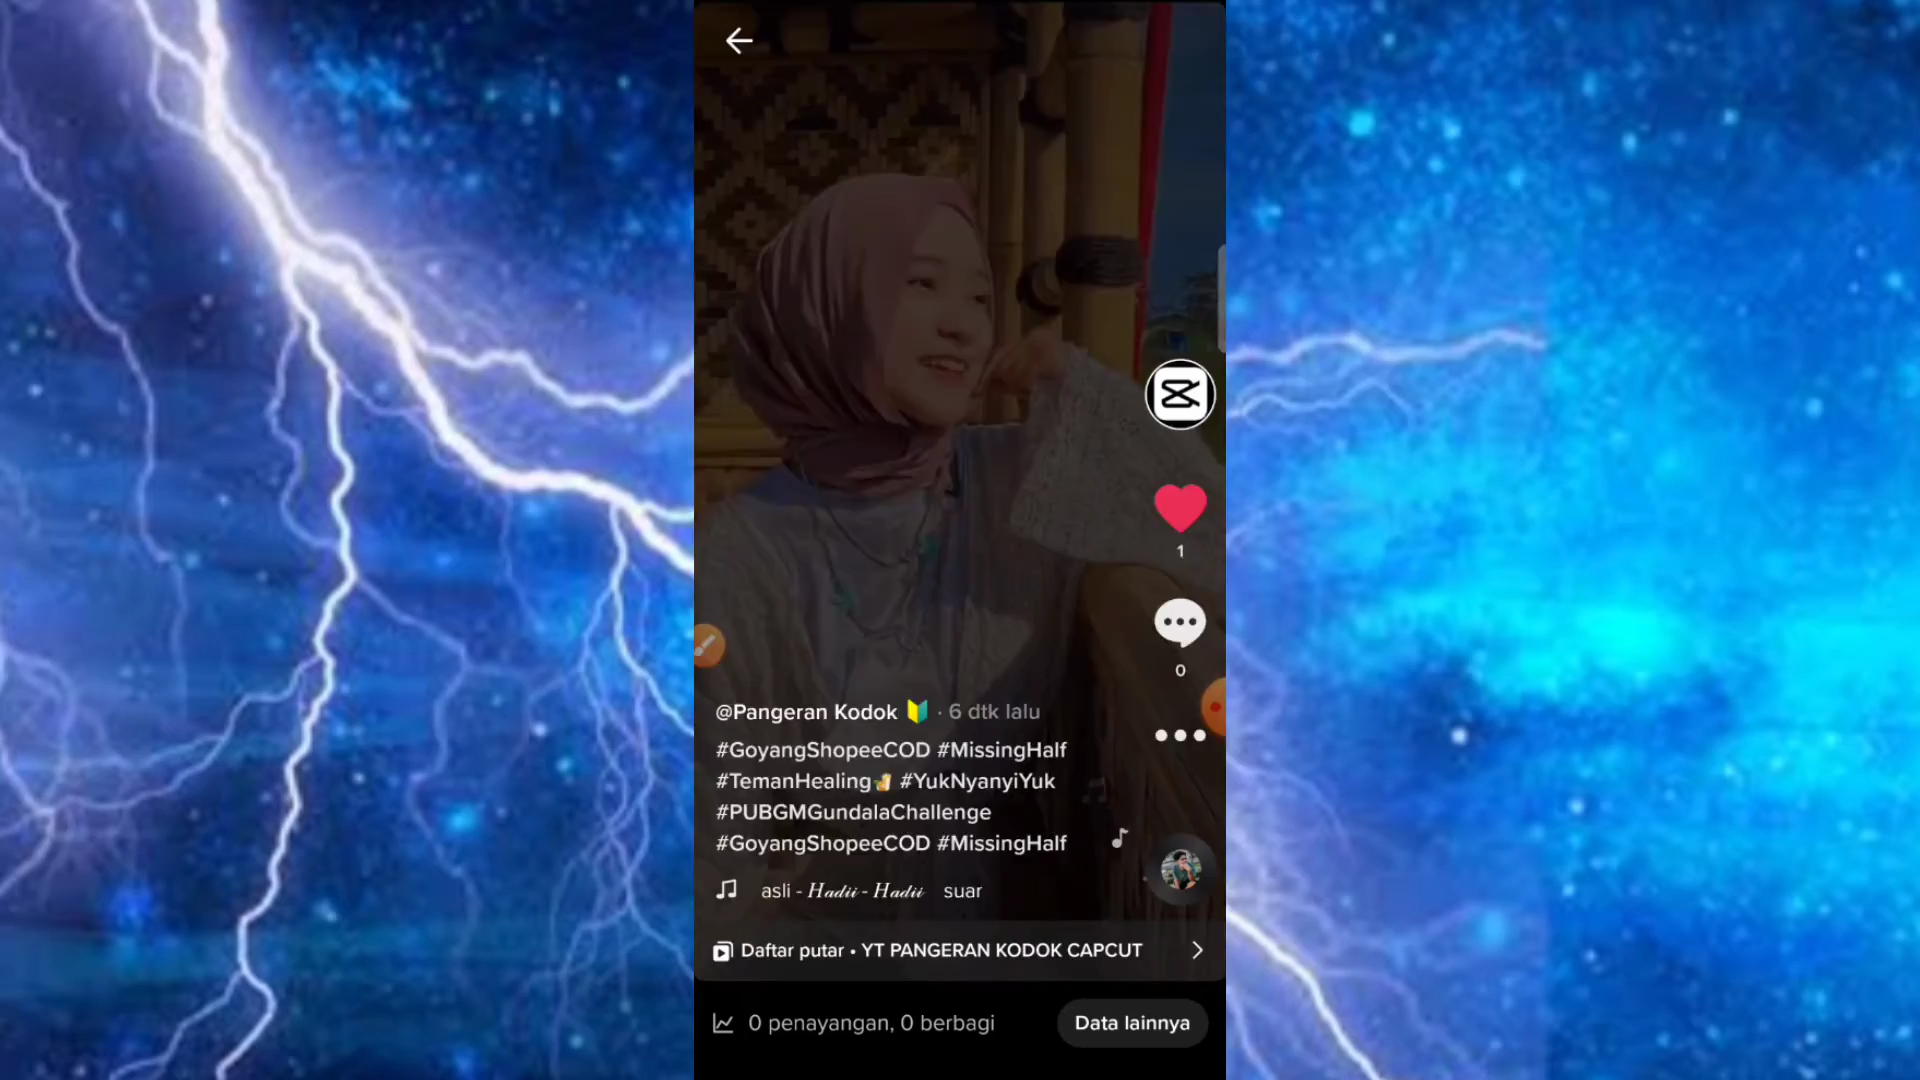 1
0
@Pangeran Kodok 🔰 · 6 dtk lalu
#GoyangShopeeCOD #MissingHalf
#TemanHealing🍻 #YukNyanyiYuk
#PUBGMGundalaChallenge
#GoyangShopeeCOD #MissingHalf
asli - 𝐻𝑎𝑑𝑖𝑖 - 𝐻𝑎𝑑𝑖𝑖 suar
Daftar putar • YT PANGERAN KODOK CAPCUT
0 penayangan, 0 berbagi
Data lainnya